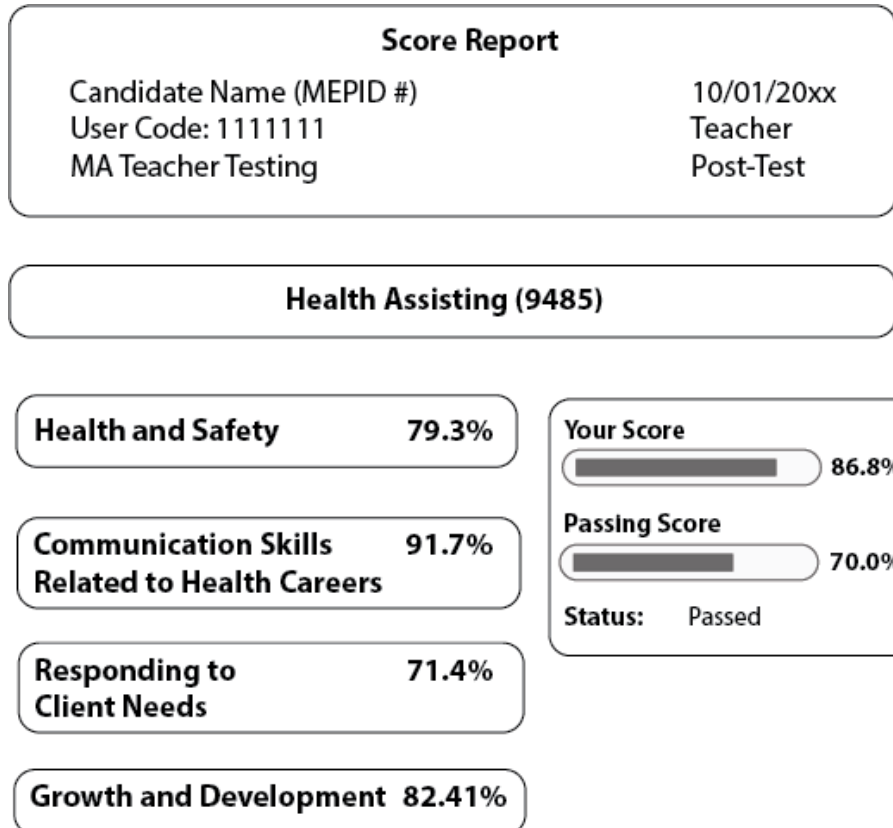 Score Report
Candidate Name (MEPID #) 10/01/20xx
User Code: 1111111 Teacher
MA Teacher Testing Post-Test
Health Assisting (9485)
Health and Safety 79.3%
Communication Skills 91.7%
Related to Health Careers
Responding to 71.4%
Client Needs
Growth and Development 82.41%
Your Score
86.8%
Passing Score
70.0%
Status: Passed